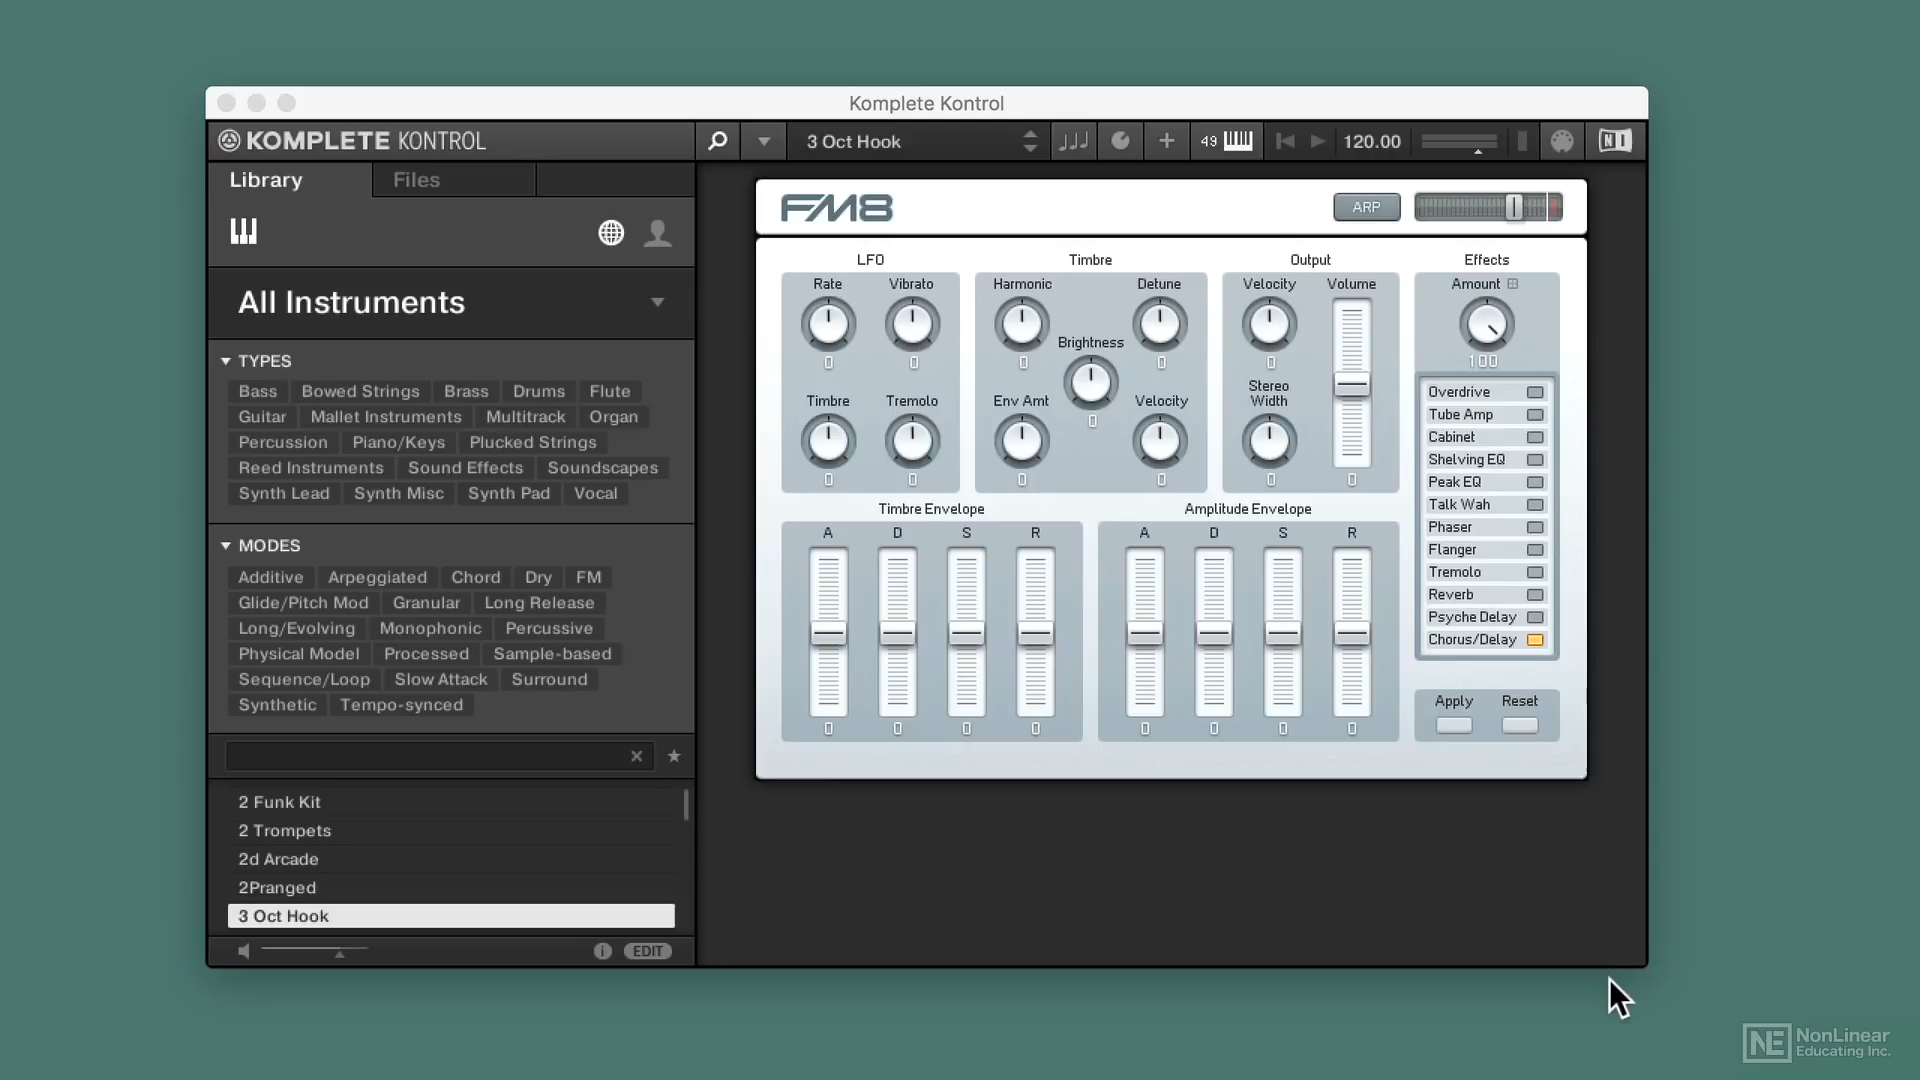 Komplete Kontrol
KOMPLETE KONTROL
3 Oct Hook
49
120.00
NI
Library
Files
All Instruments
TYPES
Bass Bowed Strings Brass Drums Flute
Guitar Mallet Instruments Multitrack Organ
Percussion Piano/Keys Plucked Strings
Reed Instruments Sound Effects Soundscapes
Synth Lead Synth Misc Synth Pad Vocal
MODES
Additive Arpeggiated Chord Dry FM
Glide/Pitch Mod Granular Long Release
Long/Evolving Monophonic Percussive
Physical Model Processed Sample-based
Sequence/Loop Slow Attack Surround
Synthetic Tempo-synced
2 Funk Kit
2 Trompets
2d Arcade
2Pranged
3 Oct Hook
EDIT
FM8
ARP
LFO
Rate Vibrato
0 0
Timbre Tremolo
0 0
Timbre
Harmonic Detune
0 0
Brightness
0
Env Amt Velocity
0 0
Output
Velocity Volume
0
Stereo
Width
0 0
Effects
Amount
100
Overdrive
Tube Amp
Cabinet
Shelving EQ
Peak EQ
Talk Wah
Phaser
Flanger
Tremolo
Reverb
Psyche Delay
Chorus/Delay
Timbre Envelope
A D S R
0 0 0 0
Amplitude Envelope
A D S R
0 0 0 0
Apply Reset
NE
NonLinear
Educating Inc.